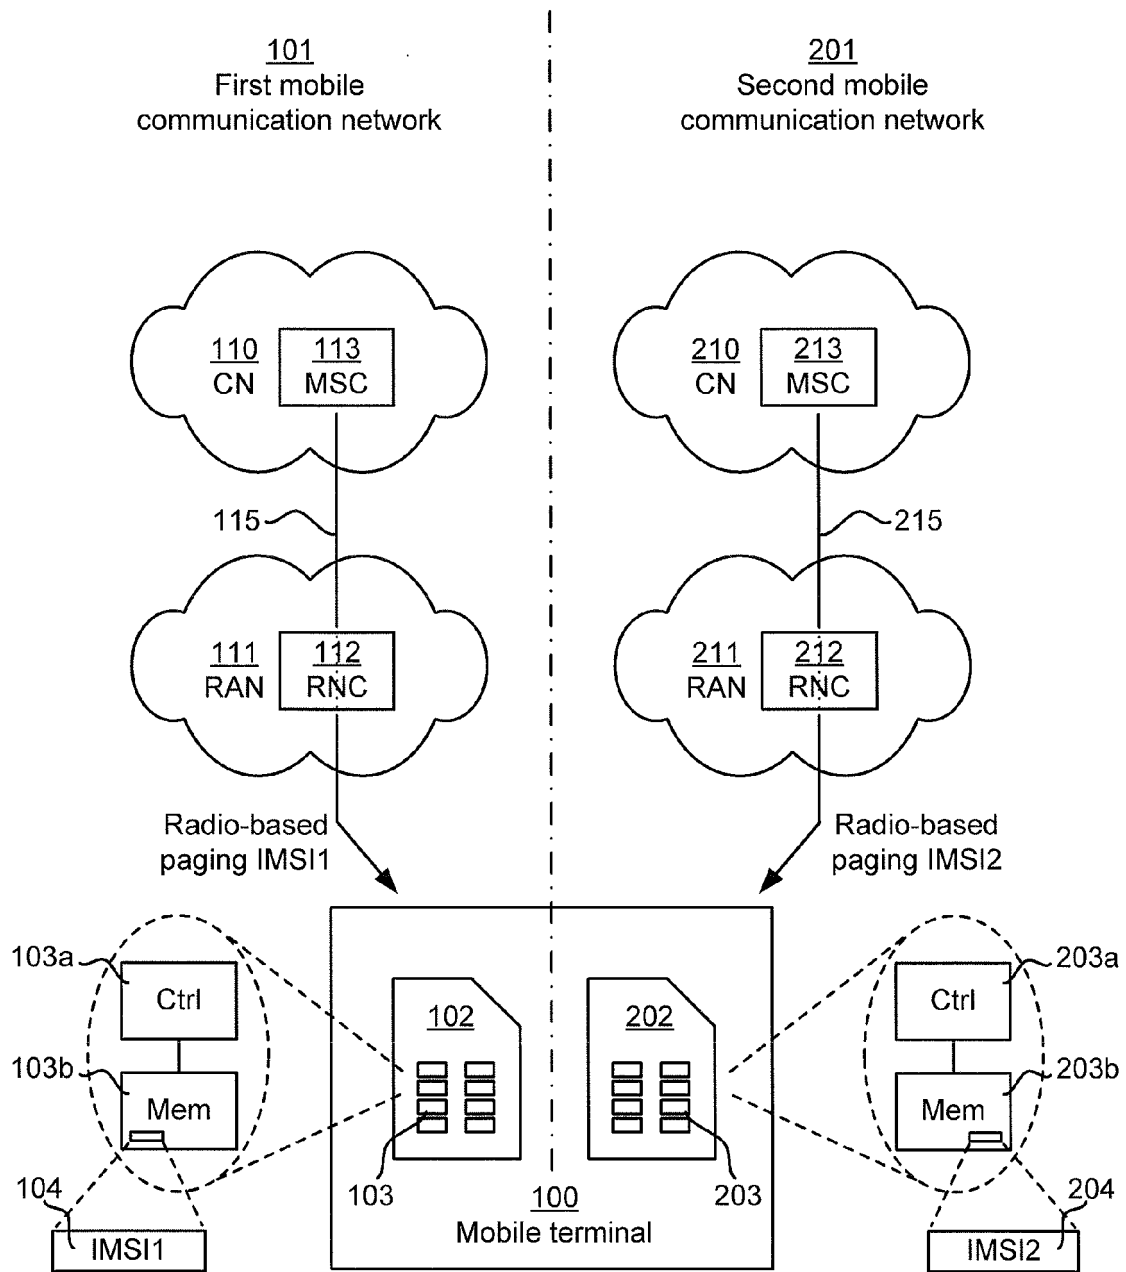 101
First mobile
communication network
201
Second mobile
communication network
110
CN
113
MSC
210
CN
213
MSC
115
215
111
RAN
112
RNC
211
RAN
212
RNC
Radio-based
paging IMSI1
Radio-based
paging IMSI2
103a
Ctrl
103b
Mem
104
IMSI1
102
103
202
203
100
Mobile terminal
203a
Ctrl
203b
Mem
204
IMSI2